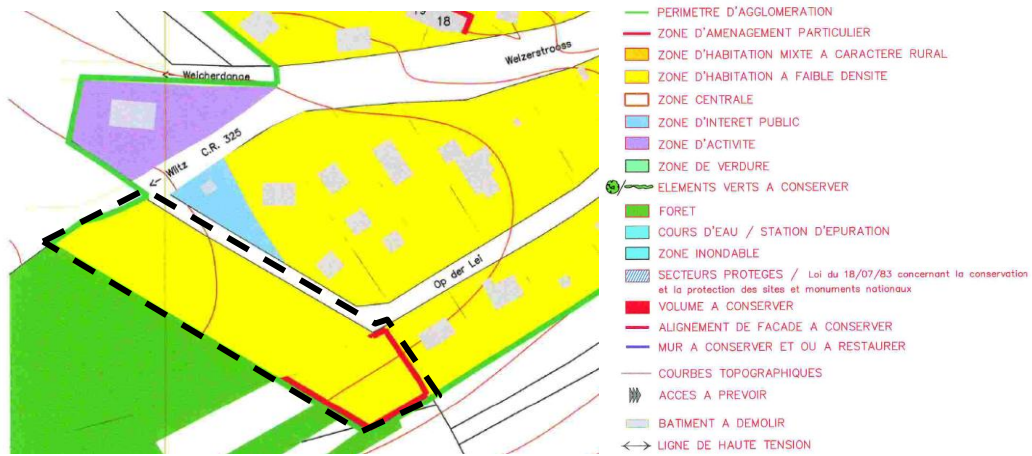 19
18
Weizerstrooss
Weicherdange
C.R. 325
Wiltz
Op der Lei
PERIMETRE D'AGGLOMERATION
ZONE D'AMENAGEMENT PARTICULIER
ZONE D'HABITATION MIXTE A CARACTERE RURAL
ZONE D'HABITATION A FAIBLE DENSITE
ZONE CENTRALE
ZONE D'INTERET PUBLIC
ZONE D'ACTIVITE
ZONE DE VERDURE
ELEMENTS VERTS A CONSERVER
FORET
COURS D'EAU / STATION D'EPURATION
ZONE INONDABLE
SECTEURS PROTEGES / Loi du 18/07/83 concernant la conservation
et la protection des sites et monuments nationaux
VOLUME A CONSERVER
ALIGNEMENT DE FACADE A CONSERVER
MUR A CONSERVER ET OU A RESTAURER
COURBES TOPOGRAPHIQUES
ACCES A PREVOIR
BATIMENT A DEMOLIR
LIGNE DE HAUTE TENSION